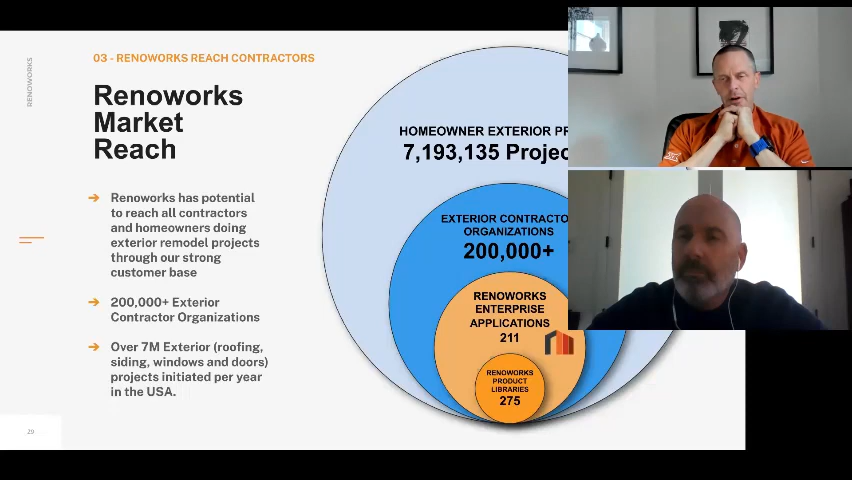 RENOWORKS
03 - RENOWORKS REACH CONTRACTORS
Renoworks
Market
Reach
➔ Renoworks has potential
to reach all contractors
and homeowners doing
exterior remodel projects
through our strong
customer base
➔ 200,000+ Exterior
Contractor Organizations
➔ Over 7M Exterior (roofing,
siding, windows and doors)
projects initiated per year
in the USA.
29
HOMEOWNER EXTERIOR PR
7,193,135 Projec
EXTERIOR CONTRACTO
ORGANIZATIONS
200,000+
RENOWORKS
ENTERPRISE
APPLICATIONS
211
RENOWORKS
PRODUCT
LIBRARIES
275